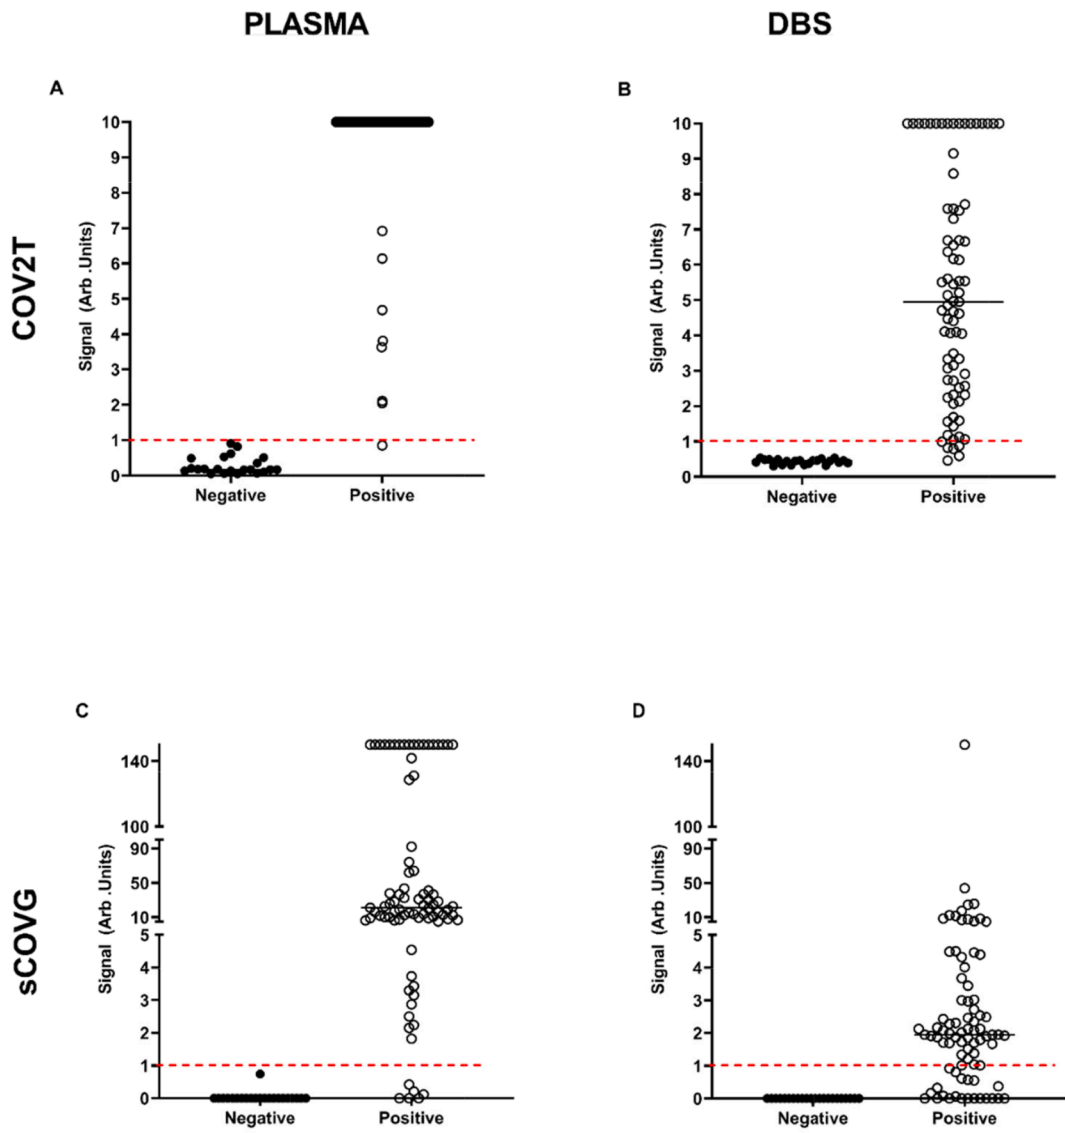 PLASMA
DBS
COV2T
A
10
9
8
7
6
5
4
3
2
1
0
Signal (Arb .Units)
Negative
Positive
B
10
9
8
7
6
5
4
3
2
1
0
Signal (Arb .Units)
Negative
Positive
sCOVG
C
140
100
90
50
10
5
4
3
2
1
0
Signal (Arb .Units)
Negative
Positive
D
140
100
90
50
10
5
4
3
2
1
0
Signal (Arb .Units)
Negative
Positive